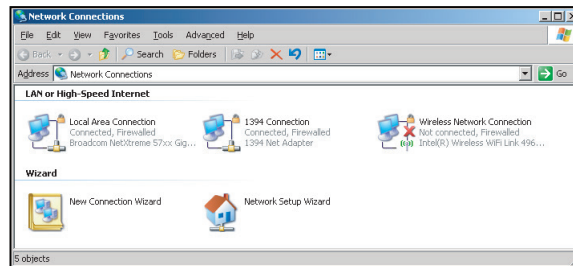 Network Connections
File Edit View Favorites Tools Advanced Help
Back Search Folders
Address Network Connections Go
LAN or High-Speed Internet
Local Area Connection
Connected, Firewalled
Broadcom NetXtreme 57xx Gig...
1394 Connection
Connected, Firewalled
1394 Net Adapter
Wireless Network Connection
Not connected, Firewalled
Intel(R) Wireless WiFi Link 496...
Wizard
New Connection Wizard
Network Setup Wizard
5 objects